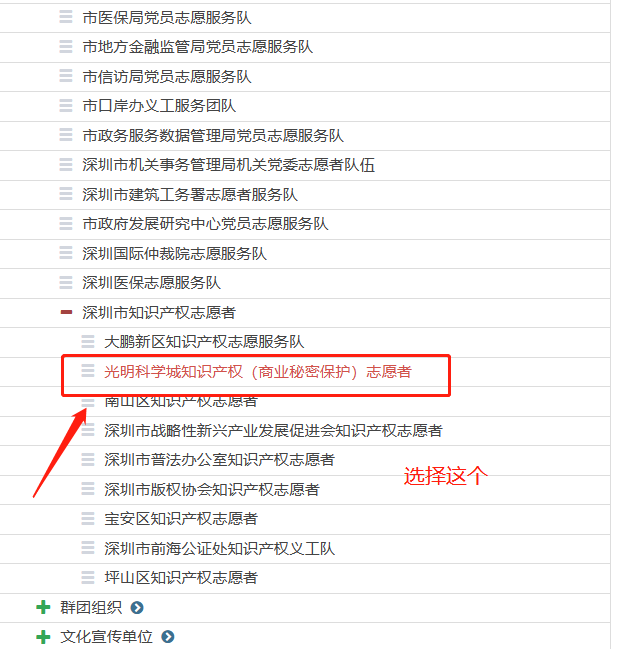 市医保局党员志愿服务队
市地方金融监管局党员志愿服务队
市信访局党员志愿服务队
市口岸办义工服务团队
市政务服务数据管理局党员志愿服务队
深圳市机关事务管理局机关党委志愿者队伍
深圳市建筑工务署志愿者服务队
市政府发展研究中心党员志愿服务队
深圳国际仲裁院志愿服务队
深圳医保志愿服务队
深圳市知识产权志愿者
大鹏新区知识产权志愿服务队
光明科学城知识产权（商业秘密保护）志愿者
南山区知识产权志愿者
深圳市战略性新兴产业发展促进会知识产权志愿者
深圳市普法办公室知识产权志愿者
选择这个
深圳市版权协会知识产权志愿者
宝安区知识产权志愿者
深圳市前海公证处知识产权义工队
坪山区知识产权志愿者
群团组织
文化宣传单位